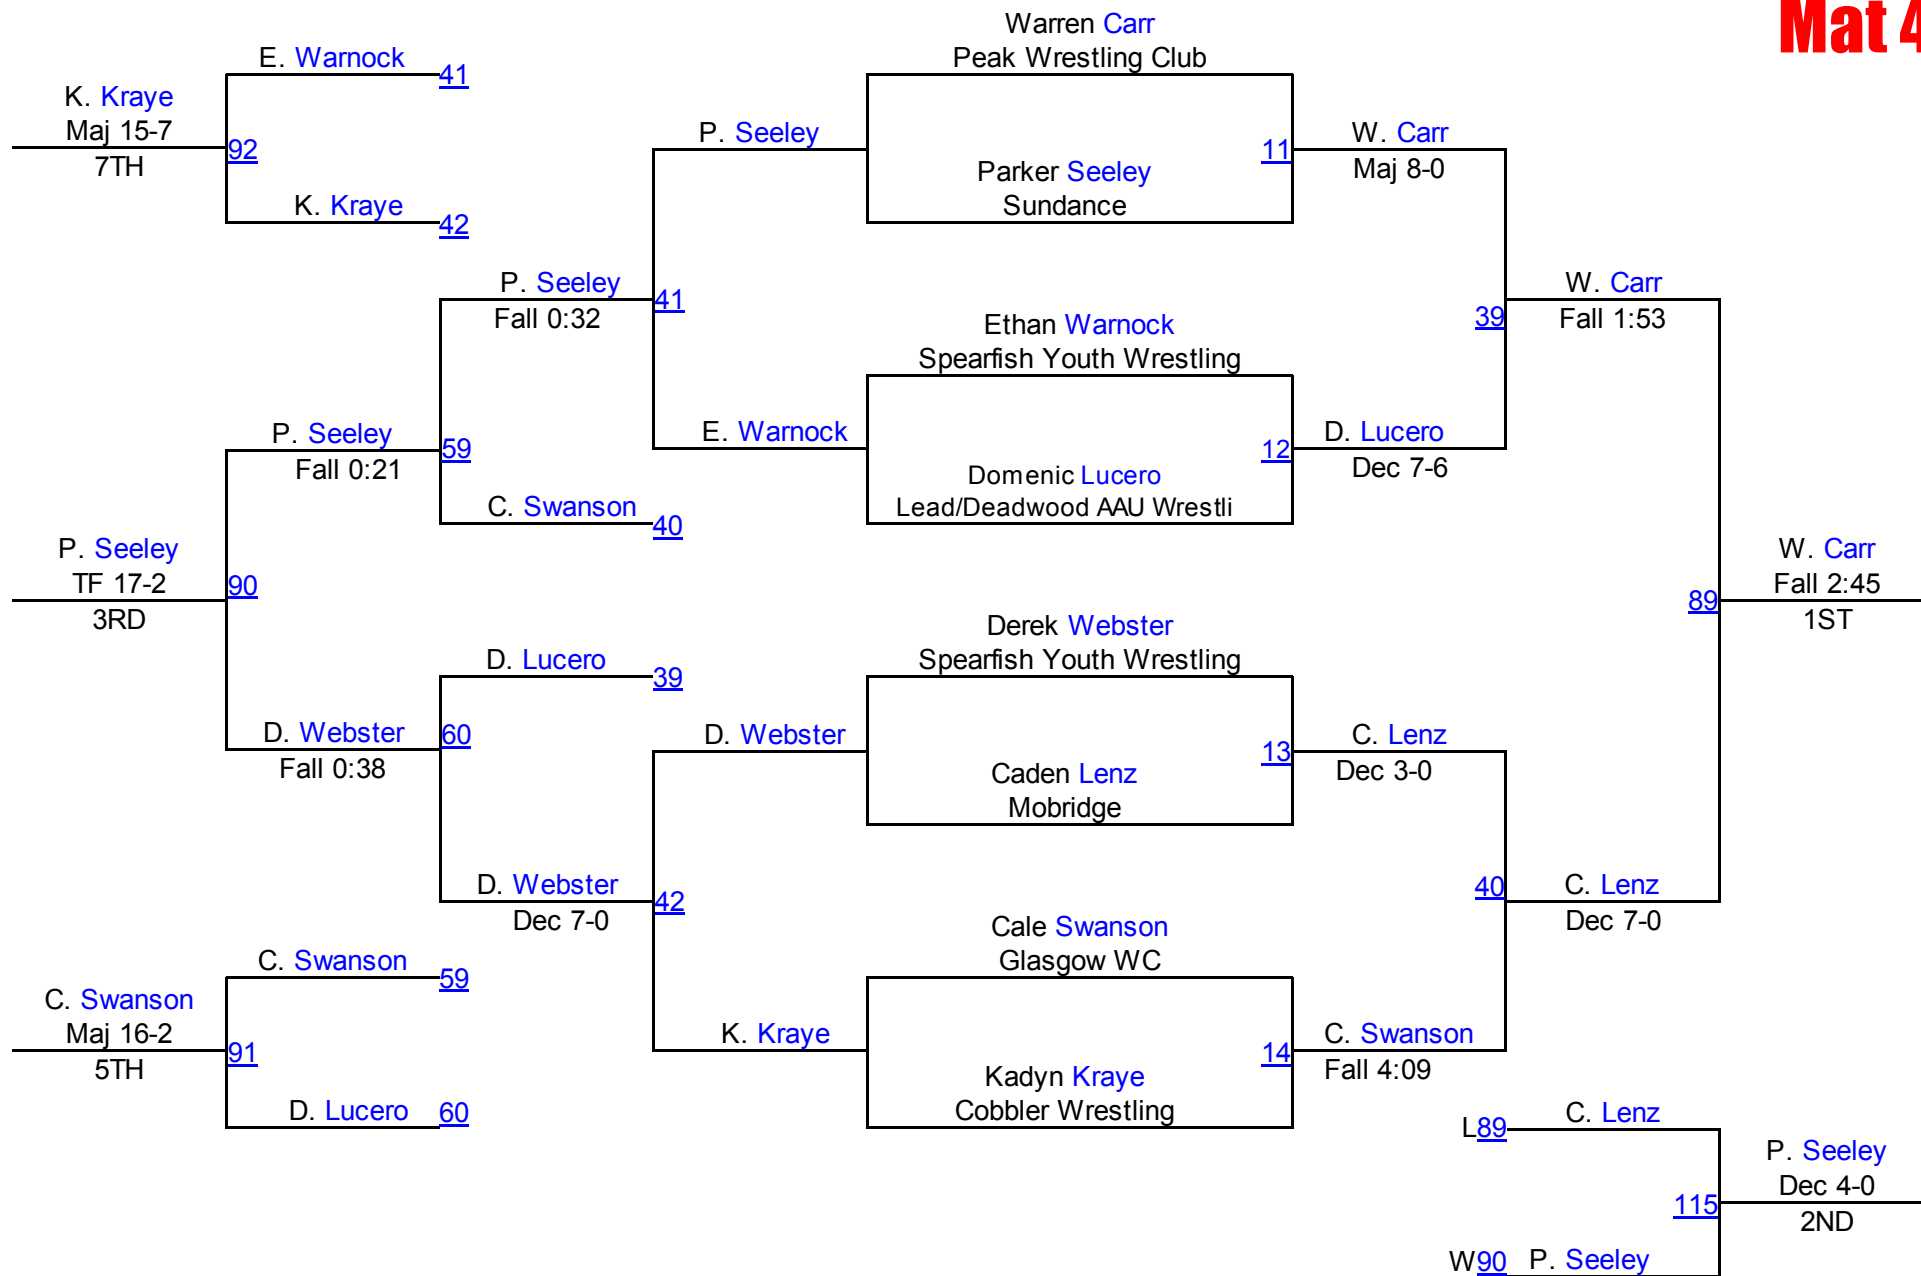 Mat 4
Warren Carr
Peak Wrestling Club
E. Warnock
41
K. Kraye
Maj 15-7
7TH
92
K. Kraye
42
P. Seeley
Parker Seeley
Sundance
11
W. Carr
Maj 8-0
P. Seeley
Fall 0:32
41
Ethan Warnock
Spearfish Youth Wrestling
39
W. Carr
Fall 1:53
P. Seeley
Fall 0:21
59
C. Swanson
40
E. Warnock
Domenic Lucero
Lead/Deadwood AAU Wrestli
12
D. Lucero
Dec 7-6
P. Seeley
TF 17-2
3RD
90
89
W. Carr
Fall 2:45
1ST
D. Lucero
39
Derek Webster
Spearfish Youth Wrestling
D. Webster
Fall 0:38
60
D. Webster
Caden Lenz
Mobridge
13
C. Lenz
Dec 3-0
D. Webster
Dec 7-0
42
Cale Swanson
Glasgow WC
40
C. Lenz
Dec 7-0
C. Swanson
59
C. Swanson
Maj 16-2
5TH
91
D. Lucero
60
K. Kraye
Kadyn Kraye
Cobbler Wrestling
14
C. Swanson
Fall 4:09
L89
C. Lenz
115
P. Seeley
Dec 4-0
2ND
W90
P. Seeley